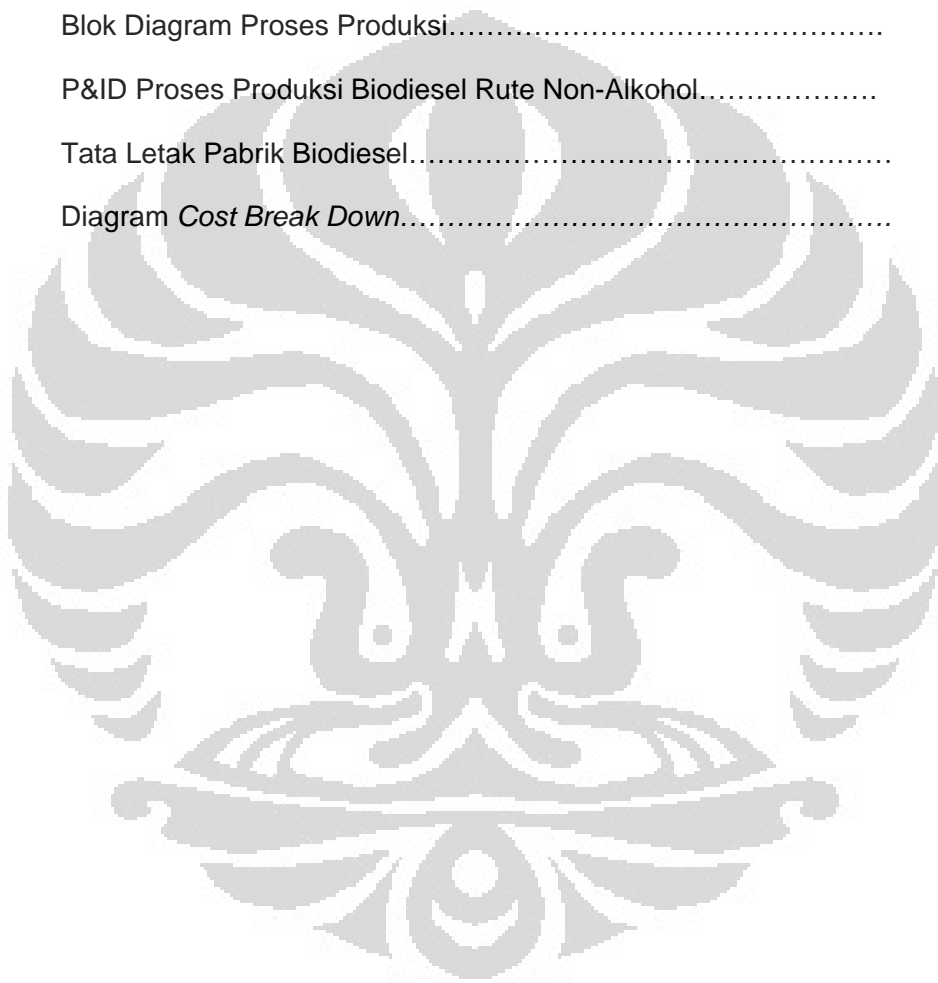 Blok Diagram Proses Produksi……………………………………….
P&ID Proses Produksi Biodiesel Rute Non-Alkohol……………….
Tata Letak Pabrik Biodiesel……………………………………………
Diagram Cost Break Down…………………………………………….